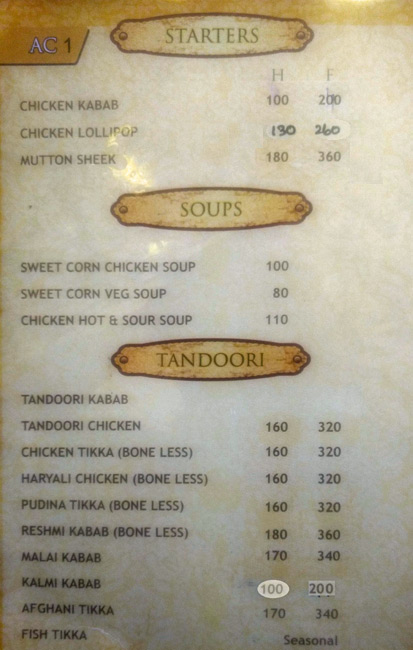 AC 1
STARTERS
H F
CHICKEN KABAB 100 200
CHICKEN LOLLIPOP 130 260
MUTTON SHEEK 180 360
SOUPS
SWEET CORN CHICKEN SOUP 100
SWEET CORN VEG SOUP 80
CHICKEN HOT & SOUR SOUP 110
TANDOORI
TANDOORI KABAB
TANDOORI CHICKEN 160 320
CHICKEN TIKKA (BONE LESS) 160 320
HARYALI CHICKEN (BONE LESS) 160 320
PUDINA TIKKA (BONE LESS) 160 320
RESHMI KABAB (BONE LESS) 180 360
MALAI KABAB 170 340
KALMI KABAB 100 200
AFGHANI TIKKA 170 340
FISH TIKKA Seasonal